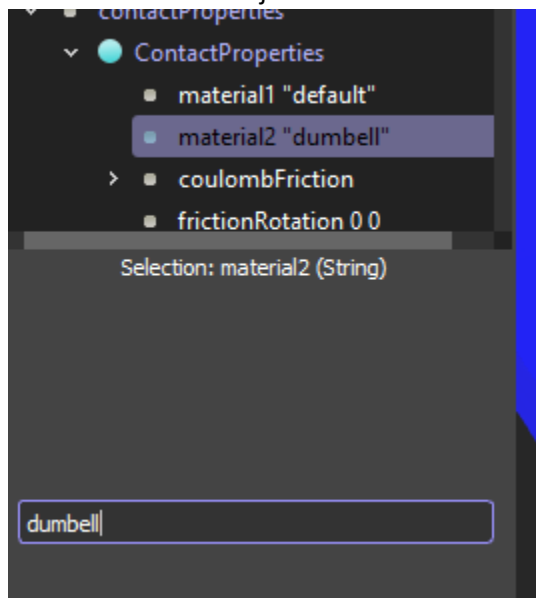 contactProperties
ContactProperties
material1 "default"
material2 "dumbell"
coulombFriction
frictionRotation 0 0
Selection: material2 (String)
dumbell